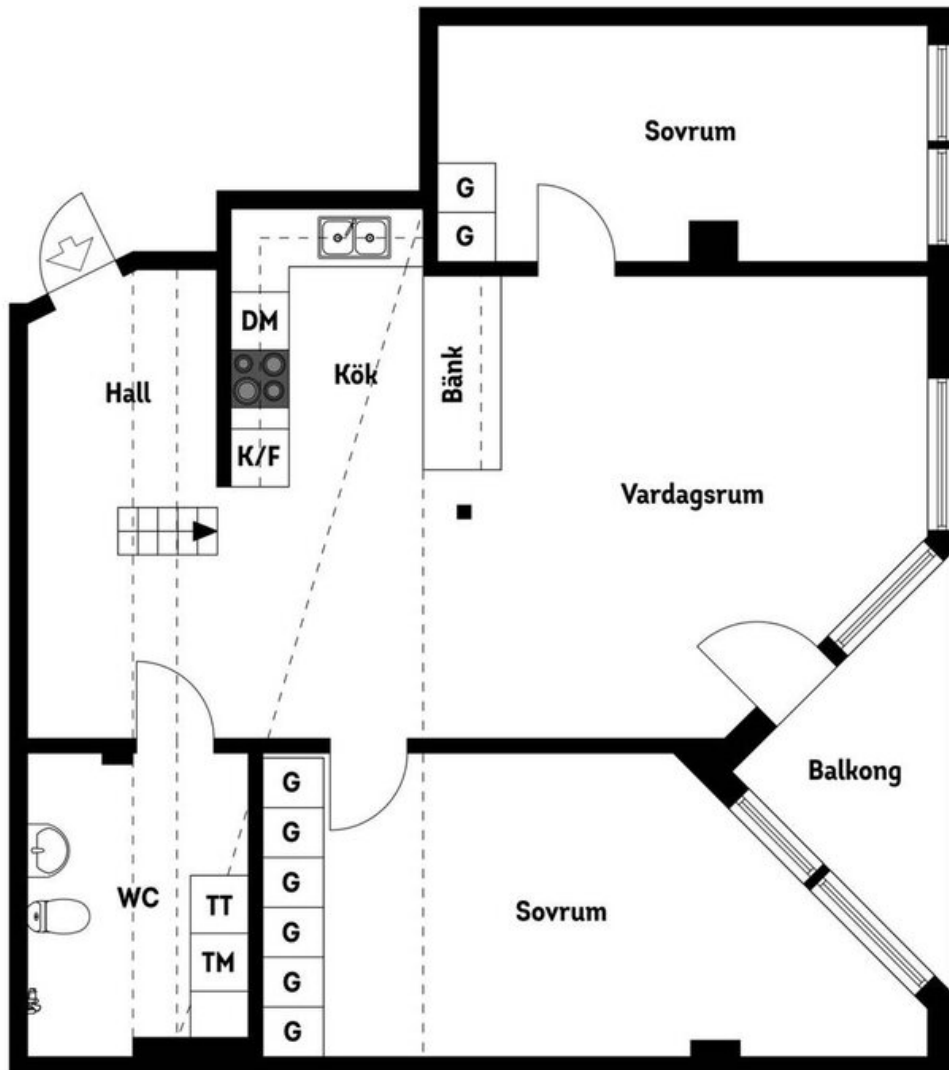 Sovrum
G
G
DM
Kök
Bänk
Hall
K/F
Vardagsrum
Balkong
G
G
G
G
G
G
WC
TT
TM
Sovrum